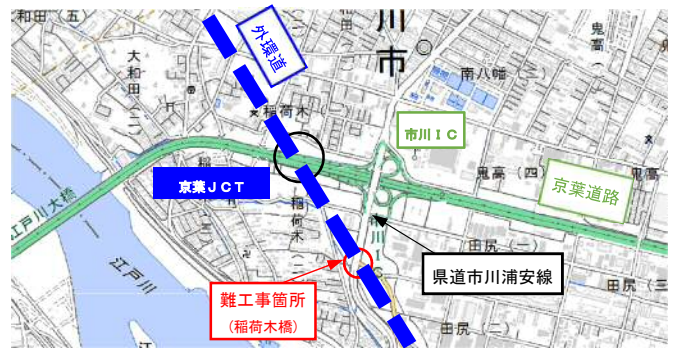 和田（五）
川
市
外環道
鬼高（
南八幡（三）
大和田（二）
稲荷木
市川ＩＣ
鬼高（四）
鬼高
京葉ＪＣＴ
京葉道路
稲荷木（二）
江戸川大橋
江戸川
田尻（一）
県道市川浦安線
田尻（三
難工事箇所
（稲荷木橋）
田尻（二）
江